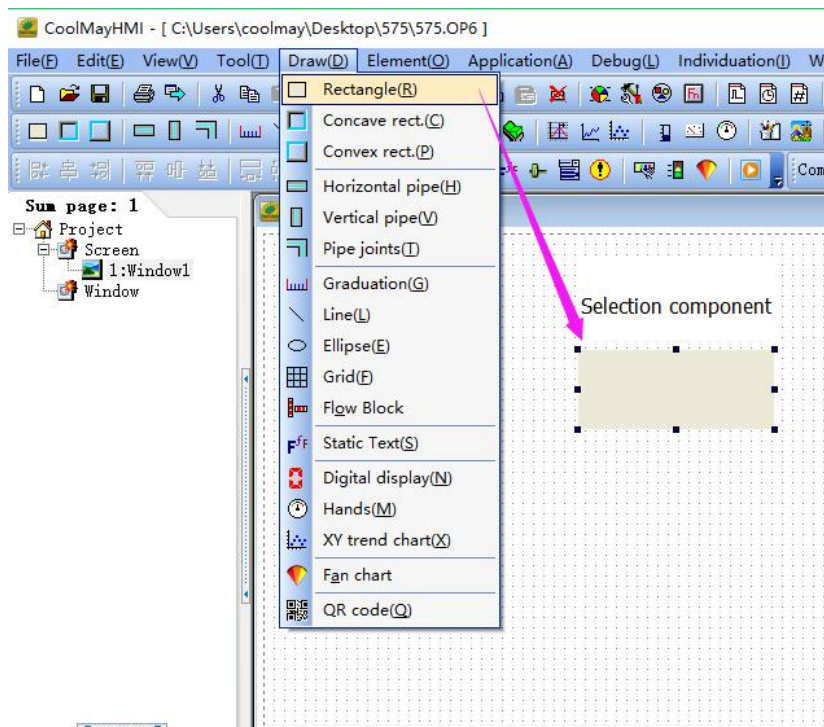 CoolMayHMI - [ C:\Users\coolmay\Desktop\575\575.OP6 ]
File(F) Edit(E) View(V) Tool(T) Draw(D) Element(O) Application(A) Debug(L) Individuation(I) W
Rectangle(R)
Concave rect.(C)
Convex rect.(P)
Com
Horizontal pipe(H)
Vertical pipe(V)
Pipe joints(T)
Graduation(G)
Line(L)
Ellipse(E)
Grid(F)
Flow Block
Static Text(S)
Digital display(N)
Hands(M)
XY trend chart(X)
Fan chart
QR code(Q)
Sum page: 1
Project
Screen
1:Window1
Window
Selection component